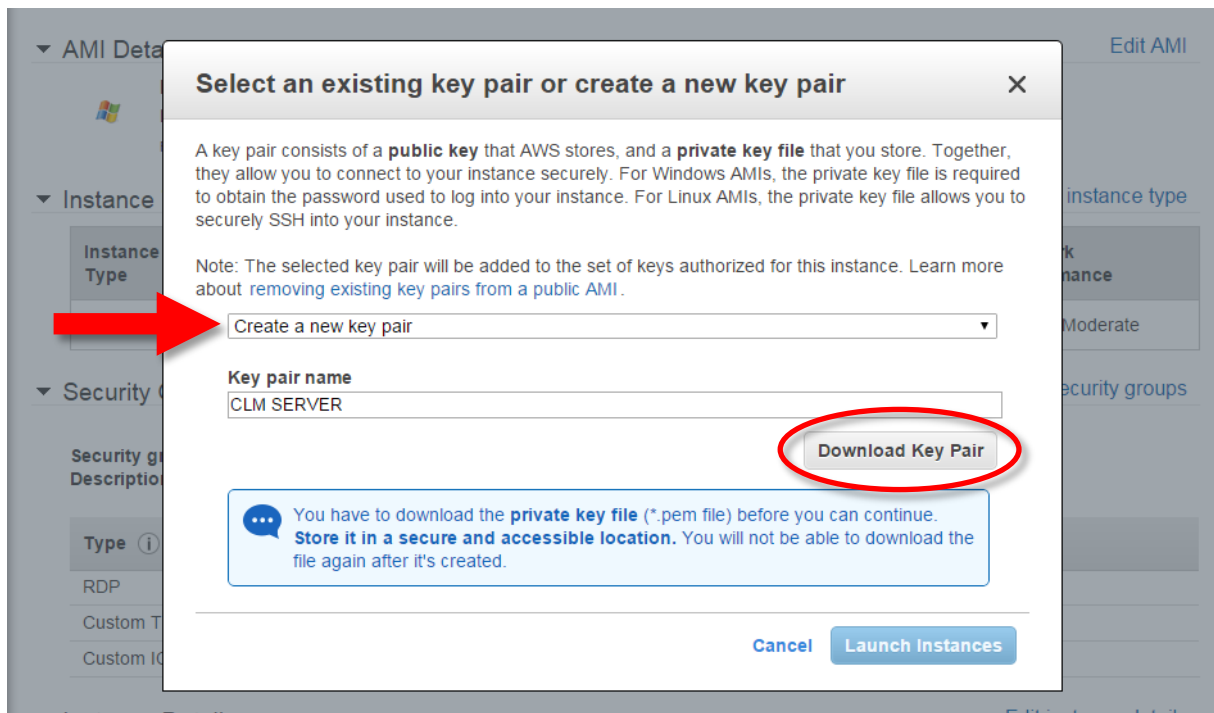 AMI Deta
Edit AMI
Select an existing key pair or create a new key pair
A key pair consists of a public key that AWS stores, and a private key file that you store. Together,
they allow you to connect to your instance securely. For Windows AMIs, the private key file is required
to obtain the password used to log into your instance. For Linux AMIs, the private key file allows you to
securely SSH into your instance.
Instance
instance type
Instance
Type
rk
mance
Note: The selected key pair will be added to the set of keys authorized for this instance. Learn more
about removing existing key pairs from a public AMI.
Create a new key pair
Moderate
Key pair name
CLM SERVER
Security G
ecurity groups
Download Key Pair
Security gr
Description
You have to download the private key file (*.pem file) before you can continue.
Store it in a secure and accessible location. You will not be able to download the
file again after it's created.
Type
RDP
Custom T
Custom IC
Cancel
Launch Instances